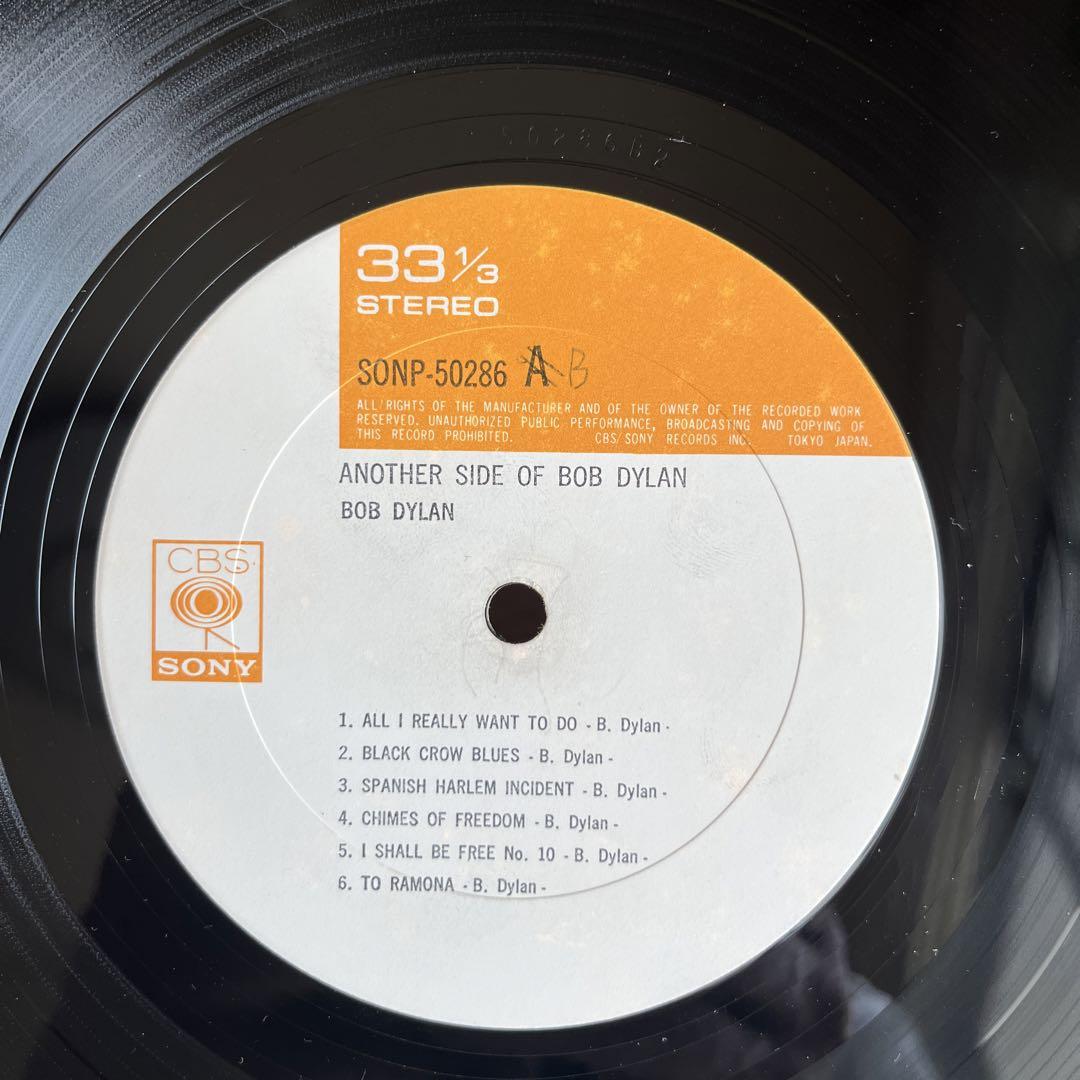 50286B2
33 1/3
STEREO
SONP-50286 A B
ALL RIGHTS OF THE MANUFACTURER AND OF THE OWNER OF THE RECORDED WORK
RESERVED. UNAUTHORIZED PUBLIC PERFORMANCE, BROADCASTING AND COPYING OF
THIS RECORD PROHIBITED. CBS/SONY RECORDS INC. TOKYO JAPAN.
ANOTHER SIDE OF BOB DYLAN
BOB DYLAN
CBS
SONY
1. ALL I REALLY WANT TO DO - B. Dylan -
2. BLACK CROW BLUES - B. Dylan -
3. SPANISH HARLEM INCIDENT - B. Dylan -
4. CHIMES OF FREEDOM - B. Dylan -
5. I SHALL BE FREE No. 10 - B. Dylan -
6. TO RAMONA - B. Dylan -